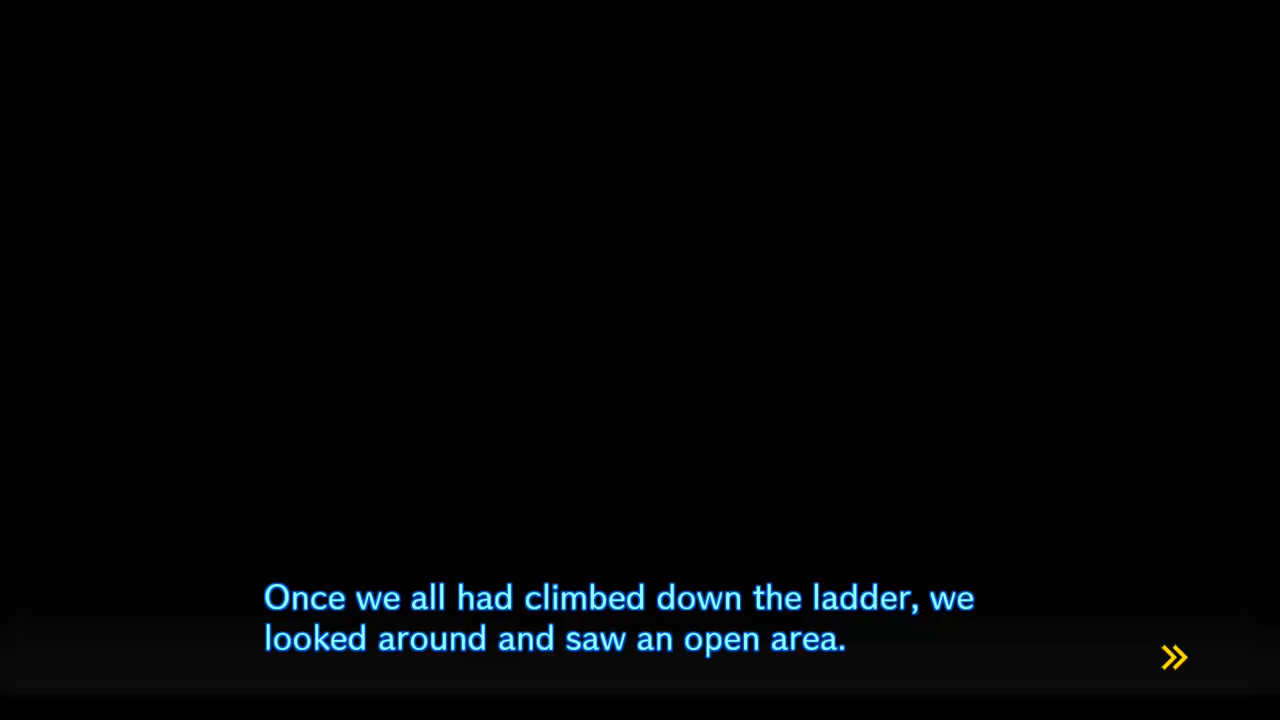 Once we all had climbed down the ladder, we
looked around and saw an open area.